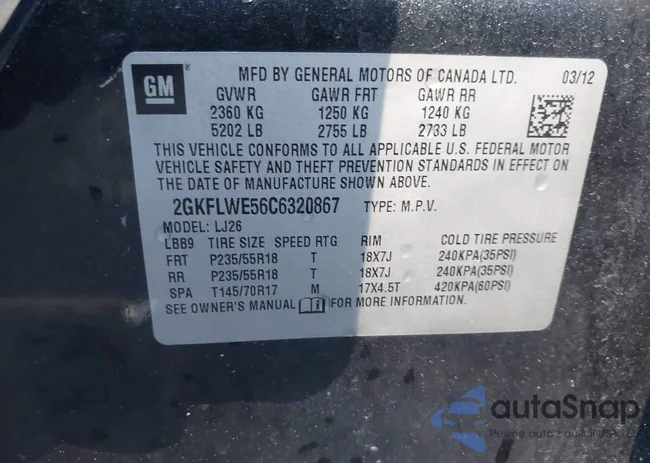 GM
MFD BY GENERAL MOTORS OF CANADA LTD. 03/12
GVWR GAWR FRT GAWR RR
2360 KG 1250 KG 1240 KG
5202 LB 2755 LB 2733 LB
THIS VEHICLE CONFORMS TO ALL APPLICABLE U.S. FEDERAL MOTOR
VEHICLE SAFETY AND THEFT PREVENTION STANDARDS IN EFFECT ON
THE DATE OF MANUFACTURE SHOWN ABOVE.
2GKFLWE56C6320867 TYPE: M.P.V.
MODEL: LJ26
LBB9 TIRE SIZE SPEED RTG RIM COLD TIRE PRESSURE
FRT P235/55R18 T 18X7J 240KPA(35PSI)
RR P235/55R18 T 18X7J 240KPA(35PSI)
SPA T145/70R17 M 17X4.5T 420KPA(60PSI)
SEE OWNER'S MANUAL FOR MORE INFORMATION.
autoSnap
Pewne auto z aukcji USA